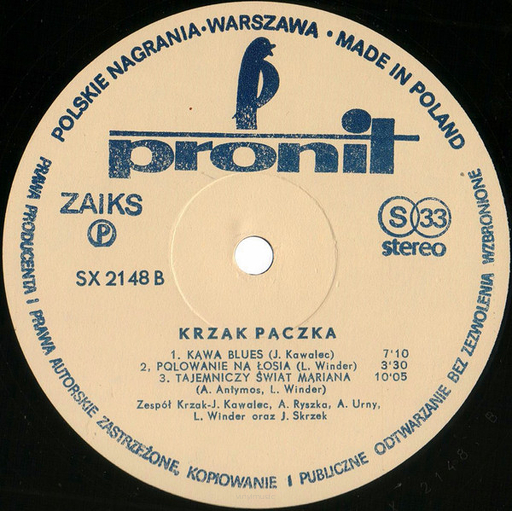 POLSKIE NAGRANIA·WARSZAWA • MADE IN POLAND
pronit
ZAIKS
P
SX 2148 B
S 33
stereo
KRZAK PĄCZKA
1. KAWA BLUES (J. Kawalec) 7'10
2, POLOWANIE NA ŁOSIA (L. Winder) 3'30
3. TAJEMNICZY ŚWIAT MARIANA 10'05
(A. Antymos, L. Winder)
Zespół Krzak-J. Kawalec, A. Ryszka, A. Urny,
L. Winder oraz J. Skrzek
PRAWA PRODUCENTA I PRAWA AUTORSKIE ZASTRZEŻONE, KOPIOWANIE I PUBLICZNE ODTWARZANIE BEZ ZEZWOLENIA WZBRONIONE
2148 B